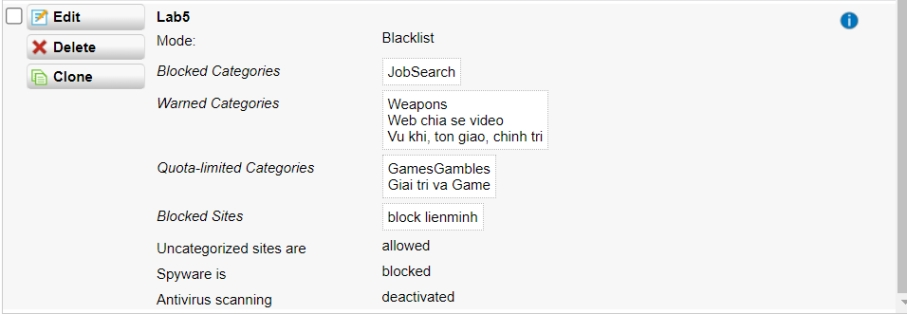 Edit
Lab5
Delete
Mode:
Blacklist
Clone
Blocked Categories
JobSearch
Warned Categories
Weapons
Web chia se video
Vu khi, ton giao, chinh tri
Quota-limited Categories
GamesGambles
Giai tri va Game
Blocked Sites
block lienminh
Uncategorized sites are
allowed
Spyware is
blocked
Antivirus scanning
deactivated